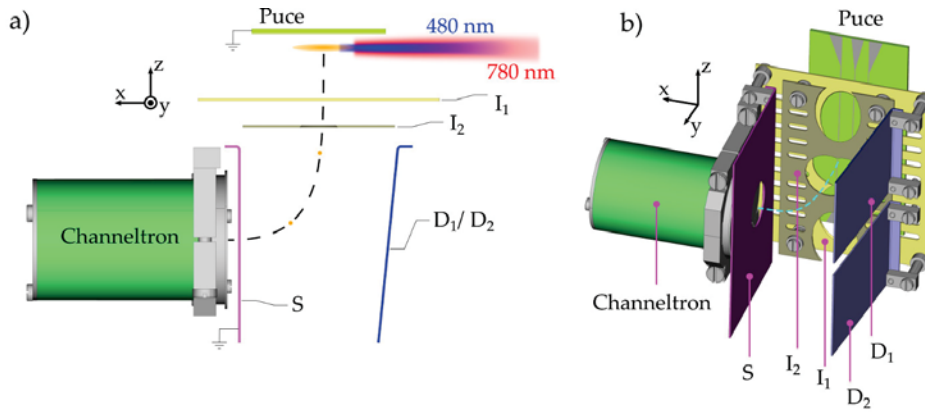 a)
Puce
480 nm
780 nm
z
x
y
I₁
I₂
Channeltron
D₁/ D₂
S
b)
Puce
z
x
y
Channeltron
S
I₂
I₁
D₂
D₁